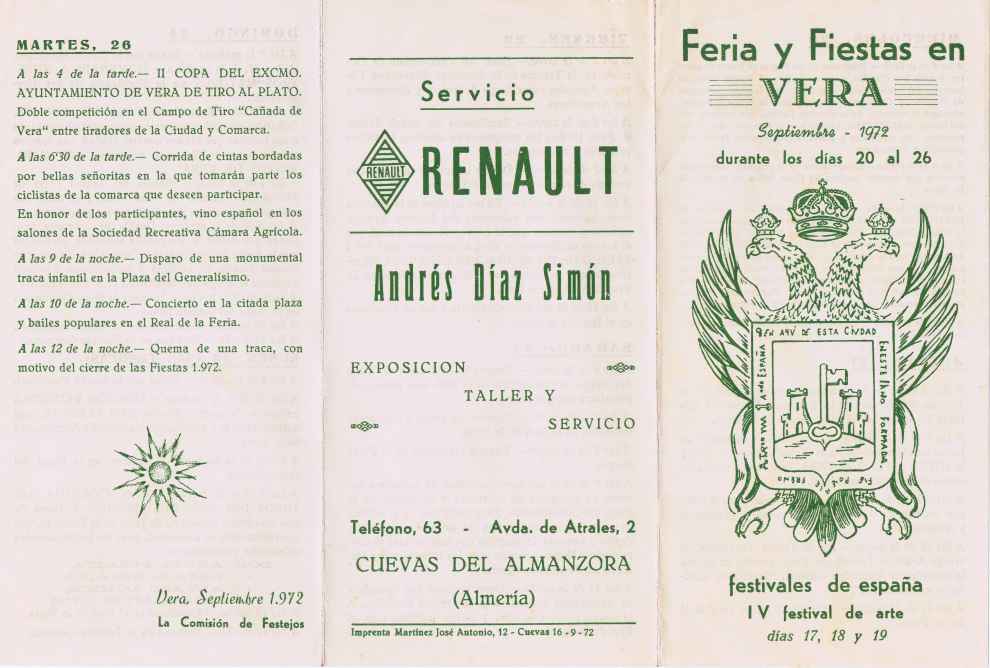 MARTES, 26
A las 4 de la tarde.— II COPA DEL EXCMO.
AYUNTAMIENTO DE VERA DE TIRO AL PLATO.
Doble competición en el Campo de Tiro “Cañada de
Vera“ entre tiradores de la Ciudad y Comarca.
A las 6'30 de la tarde.— Corrida de cintas bordadas
por bellas señoritas en la que tomarán parte los
ciclistas de la comarca que deseen participar.
En honor de los participantes, vino español en los
salones de la Sociedad Recreativa Cámara Agrícola.
A las 9 de la noche.— Disparo de una monumental
traca infantil en la Plaza del Generalísimo.
A las 10 de la noche.— Concierto en la citada plaza
y bailes populares en el Real de la Feria.
A las 12 de la noche.— Quema de una traca, con
motivo del cierre de las Fiestas 1.972.
Vera, Septiembre 1.972
La Comisión de Festejos
Servicio
RENAULT
RENAULT
Andrés Díaz Simón
EXPOSICION
TALLER Y
SERVICIO
Teléfono, 63 - Avda. de Atrales, 2
CUEVAS DEL ALMANZORA
(Almería)
Imprenta Martínez José Antonio, 12 - Cuevas 16 - 9 - 72
Feria y Fiestas en
VERA
Septiembre - 1972
durante los días 20 al 26
DE ESTA CIVDAD
festivales de españa
IV festival de arte
días 17, 18 y 19